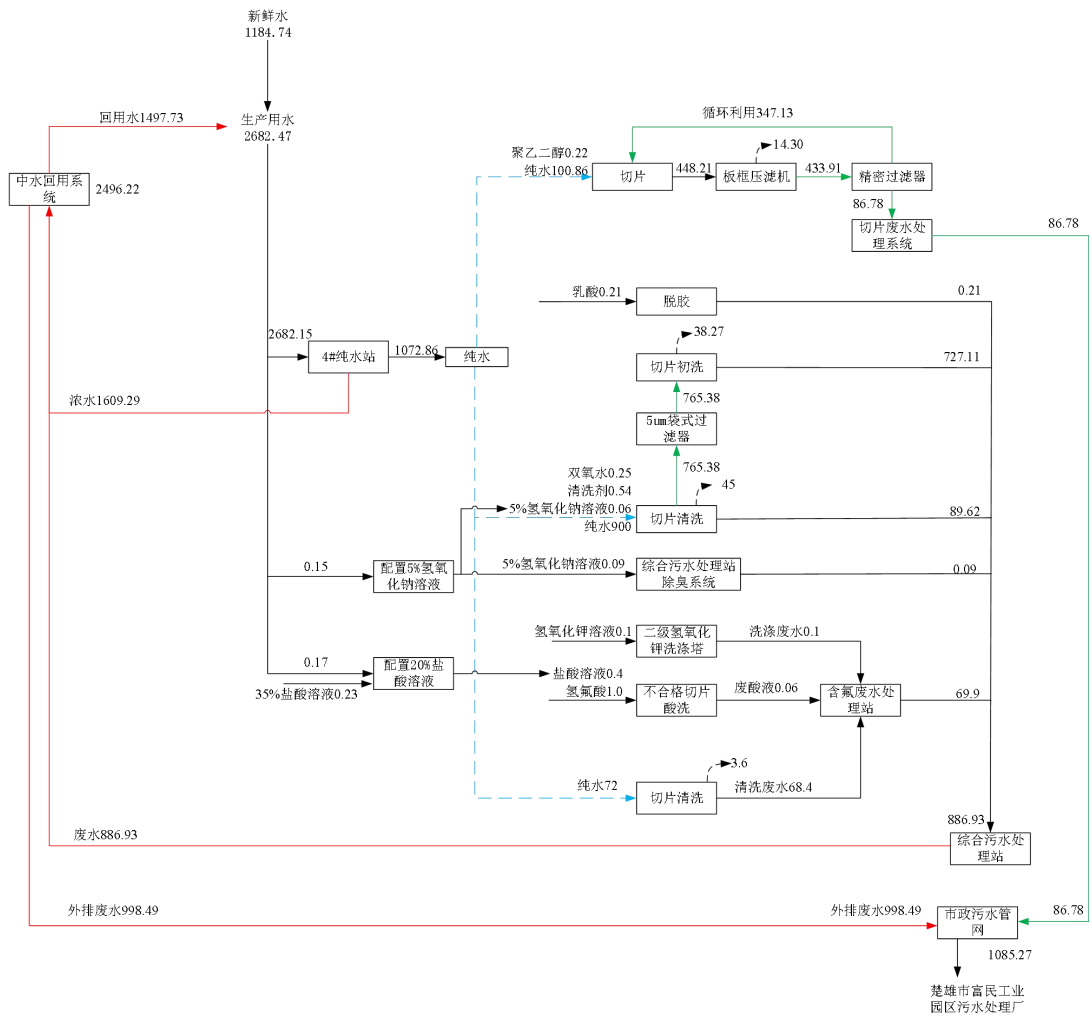 新鲜水
1184.74
回用水1497.73
生产用水
2682.47
中水回用系
统
2496.22
循环利用347.13
聚乙二醇0.22
纯水100.86
切片
448.21
14.30
板框压滤机
433.91
精密过滤器
86.78
切片废水处
理系统
86.78
乳酸0.21
脱胶
0.21
2682.15
4#纯水站
1072.86
纯水
38.27
切片初洗
727.11
浓水1609.29
765.38
5um袋式过
滤器
765.38
双氧水0.25
清洗剂0.54
5%氢氧化钠溶液0.06
纯水900
45
切片清洗
89.62
0.15
配置5%氢氧
化钠溶液
5%氢氧化钠溶液0.09
综合污水处理站
除臭系统
0.09
氢氧化钾溶液0.1
二级氢氧化
钾洗涤塔
洗涤废水0.1
0.17
35%盐酸溶液0.23
配置20%盐
酸溶液
盐酸溶液0.4
氢氟酸1.0
不合格切片
酸洗
废酸液0.06
含氟废水处
理站
69.9
纯水72
3.6
切片清洗
清洗废水68.4
886.93
废水886.93
综合污水处
理站
外排废水998.49
外排废水998.49
市政污水管
网
86.78
1085.27
楚雄市富民工业
园区污水处理厂